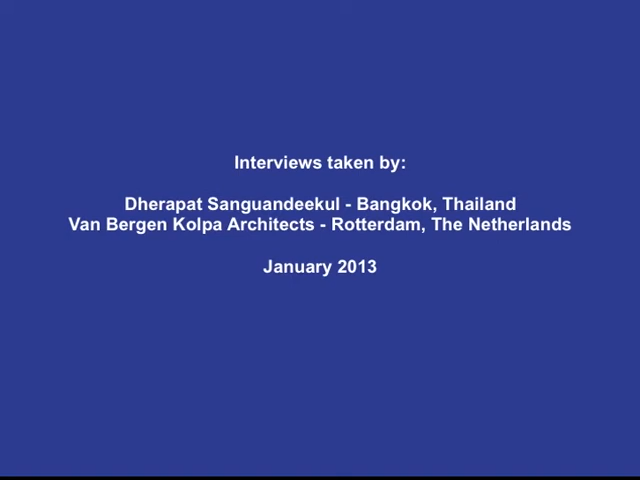 Interviews taken by:
Dherapat Sanguandeekul - Bangkok, Thailand
Van Bergen Kolpa Architects - Rotterdam, The Netherlands
January 2013